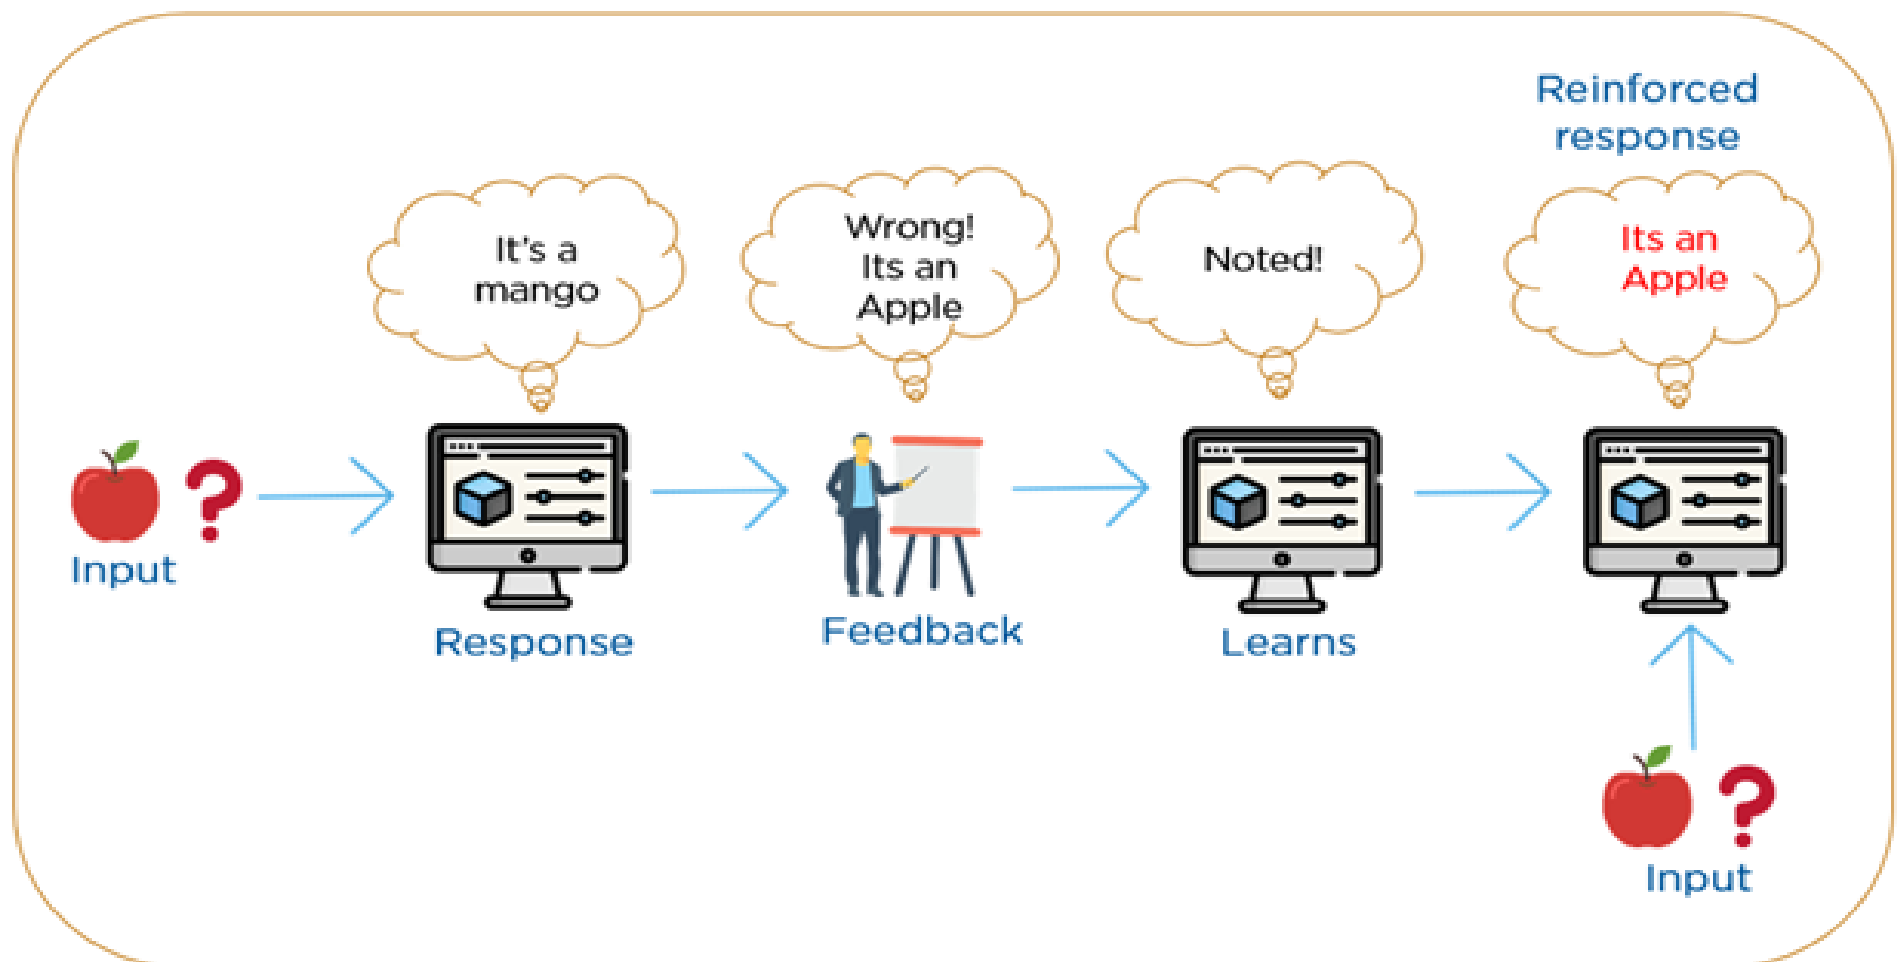 Reinforced
response
It's a
mango
Wrong!
Its an
Apple
Noted!
Its an
Apple
?
Input
Response
Feedback
Learns
?
Input